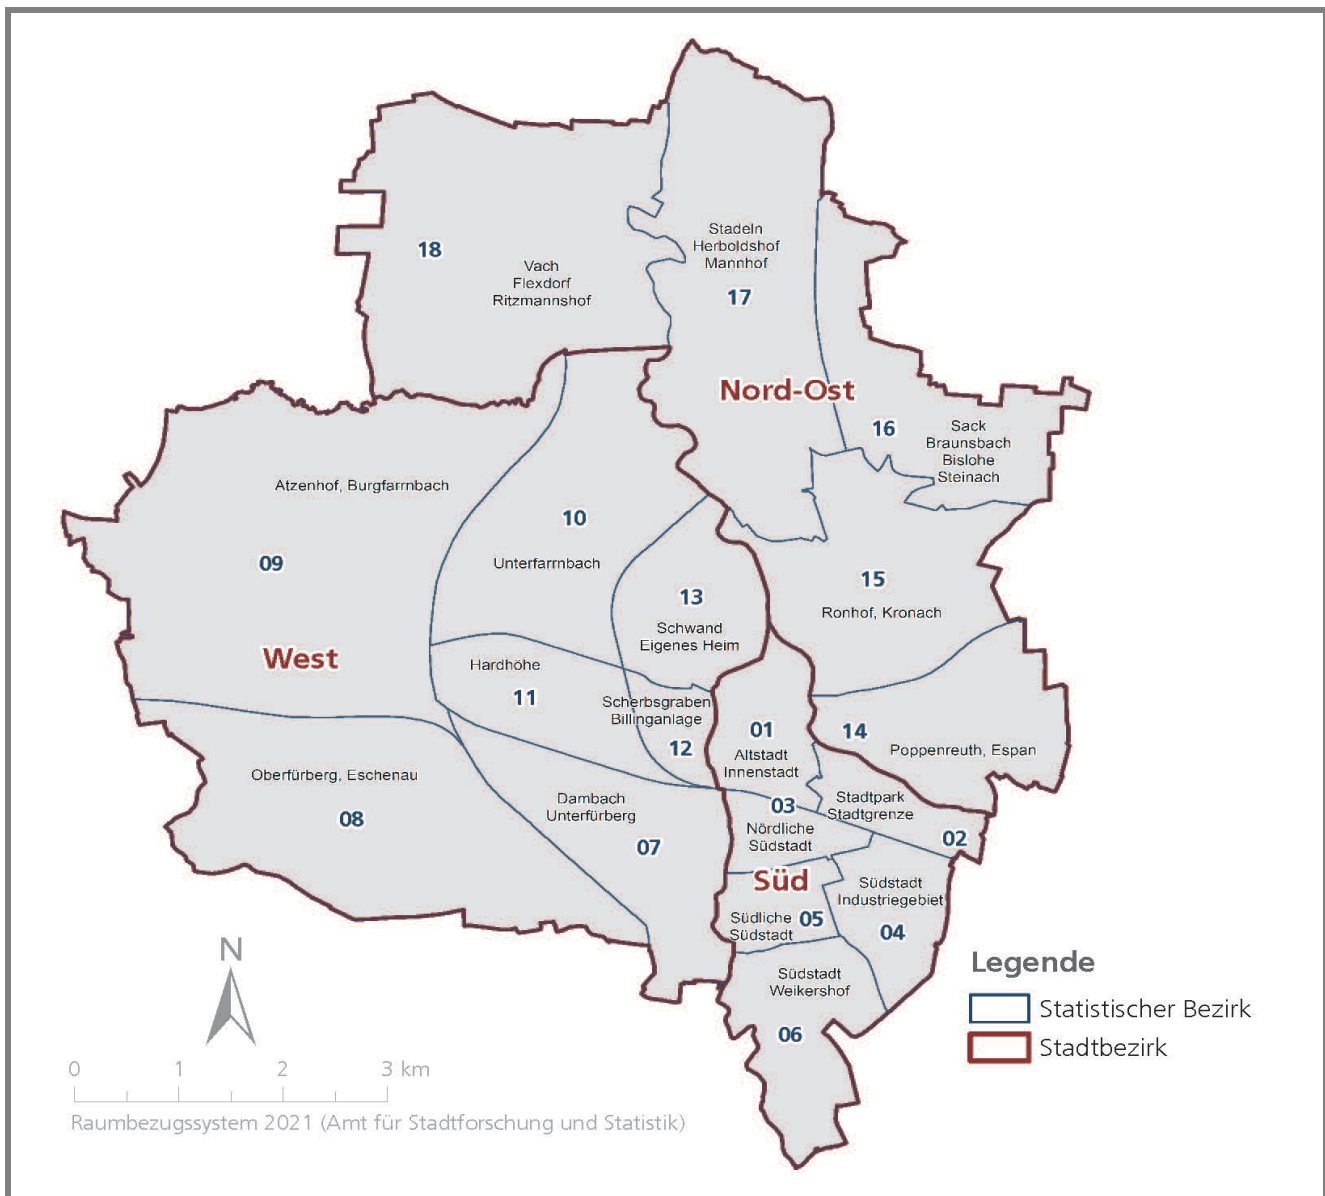 18
Vach
Flexdorf
Ritzmannshof
Stadeln
Herboldshof
Mannhof
17
Nord-Ost
16
Sack
Braunsbach
Bislohe
Steinach
Atzenhof, Burgfarrnbach
09
West
10
Unterfarrnbach
13
Schwand
Eigenes Heim
15
Ronhof, Kronach
Hardhöhe
11
Scherbsgraben
Billinganlage
12
01
Altstadt
Innenstadt
14
Poppenreuth, Espan
Oberfürberg, Eschenau
08
Dambach
Unterfürberg
07
03
Nördliche
Südstadt
Stadtpark
Stadtgrenze
02
Süd
Südliche
Südstadt
05
Südstadt
Industriegebiet
04
Südstadt
Weikershof
06
N
0 1 2 3 km
Raumbezugssystem 2021 (Amt für Stadtforschung und Statistik)
Legende
Statistischer Bezirk
Stadtbezirk